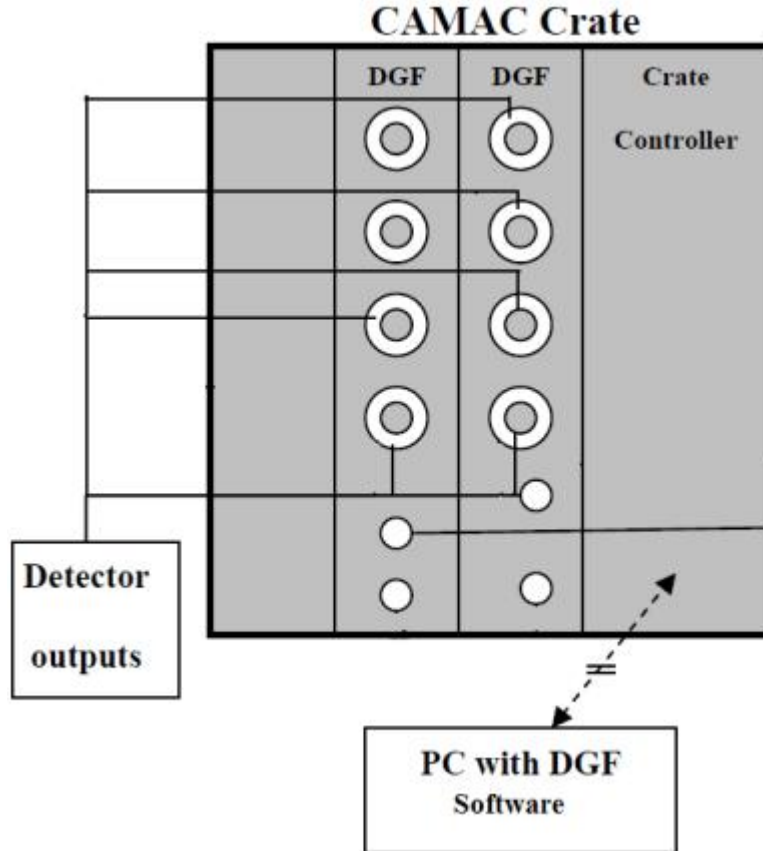 CAMAC Crate
DGF DGF Crate
Controller
Detector
outputs
PC with DGF
Software